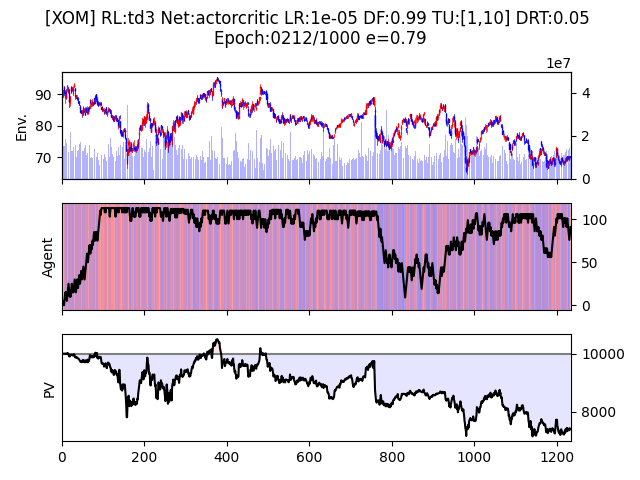 [XOM] RL:td3 Net:actorcritic LR:1e-05 DF:0.99 TU:[1,10] DRT:0.05
Epoch:0212/1000 e=0.79
1e7
Env.
90
80
70
4
2
0
Agent
100
50
0
PV
10000
8000
0 200 400 600 800 1000 1200